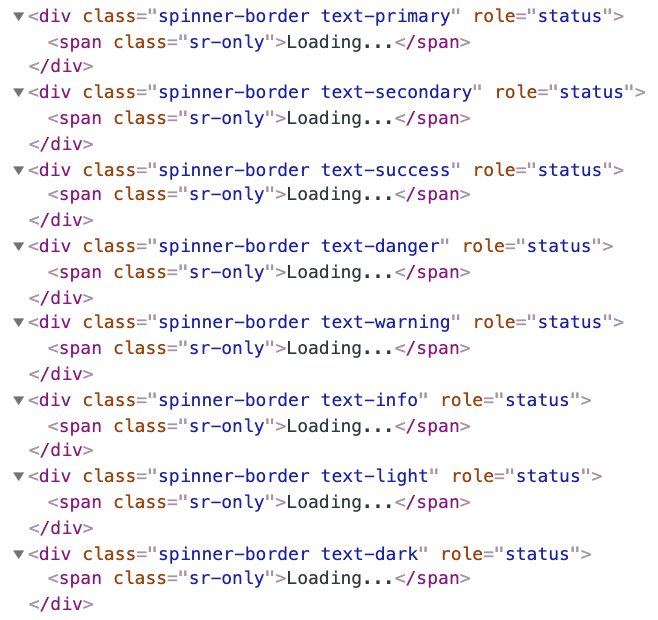 ▼<div class="spinner-border text-primary" role="status">
<span class="sr-only">Loading...</span>
</div>
▼<div class="spinner-border text-secondary" role="status">
<span class="sr-only">Loading...</span>
</div>
▼<div class="spinner-border text-success" role="status">
<span class="sr-only">Loading...</span>
</div>
▼<div class="spinner-border text-danger" role="status">
<span class="sr-only">Loading...</span>
</div>
▼<div class="spinner-border text-warning" role="status">
<span class="sr-only">Loading...</span>
</div>
▼<div class="spinner-border text-info" role="status">
<span class="sr-only">Loading...</span>
</div>
▼<div class="spinner-border text-light" role="status">
<span class="sr-only">Loading...</span>
</div>
▼<div class="spinner-border text-dark" role="status">
<span class="sr-only">Loading...</span>
</div>